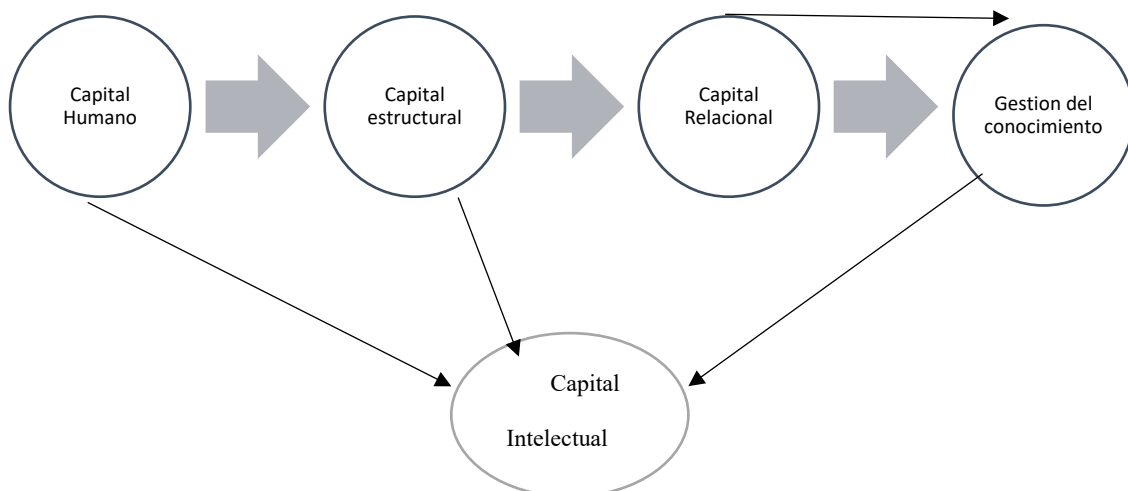 Capital
Humano
Capital
estructural
Capital
Relacional
Gestion del
conocimiento
Capital
Intelectual